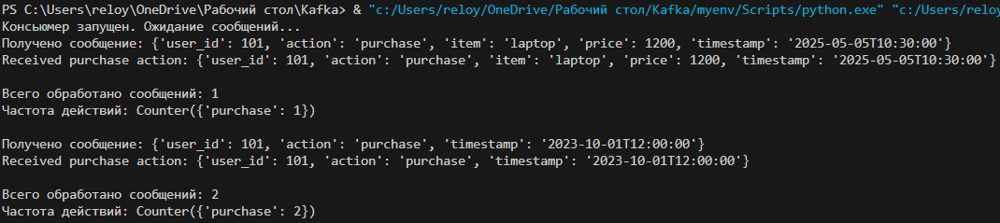 PS C:\Users\reloy\OneDrive\Рабочий стол\Kafka> & "c:/Users/reloy/OneDrive/Рабочий стол/Kafka/myenv/Scripts/python.exe" "c:/Users/reloy
Консьюмер запущен. Ожидание сообщений...
Получено сообщение: {'user_id': 101, 'action': 'purchase', 'item': 'laptop', 'price': 1200, 'timestamp': '2025-05-05T10:30:00'}
Received purchase action: {'user_id': 101, 'action': 'purchase', 'item': 'laptop', 'price': 1200, 'timestamp': '2025-05-05T10:30:00'}
Всего обработано сообщений: 1
Частота действий: Counter({'purchase': 1})
Получено сообщение: {'user_id': 101, 'action': 'purchase', 'timestamp': '2023-10-01T12:00:00'}
Received purchase action: {'user_id': 101, 'action': 'purchase', 'timestamp': '2023-10-01T12:00:00'}
Всего обработано сообщений: 2
Частота действий: Counter({'purchase': 2})